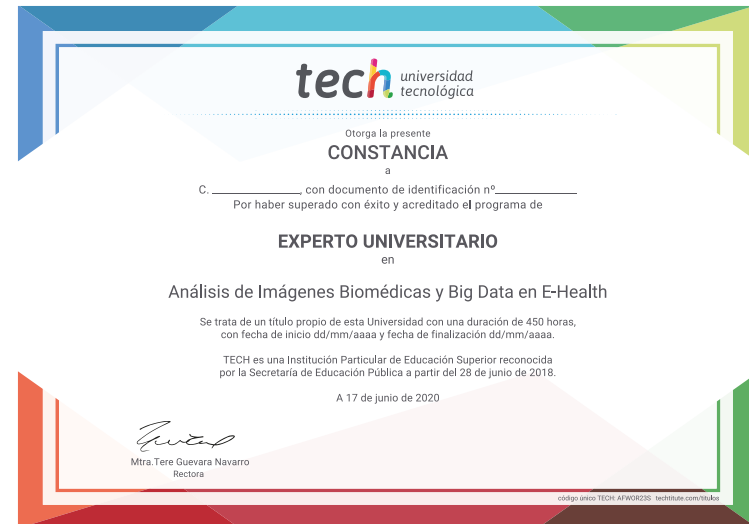 tech universidad
tecnológica
Otorga la presente
CONSTANCIA
a
C. ____________, con documento de identificación nº____________
Por haber superado con éxito y acreditado el programa de
EXPERTO UNIVERSITARIO
en
Análisis de Imágenes Biomédicas y Big Data en E-Health
Se trata de un título propio de esta Universidad con una duración de 450 horas,
con fecha de inicio dd/mm/aaaa y fecha de finalización dd/mm/aaaa.
TECH es una Institución Particular de Educación Superior reconocida
por la Secretaría de Educación Pública a partir del 28 de junio de 2018.
A 17 de junio de 2020
Mtra.Tere Guevara Navarro
Rectora
código único TECH: AFWOR23S techtitute.com/titulos